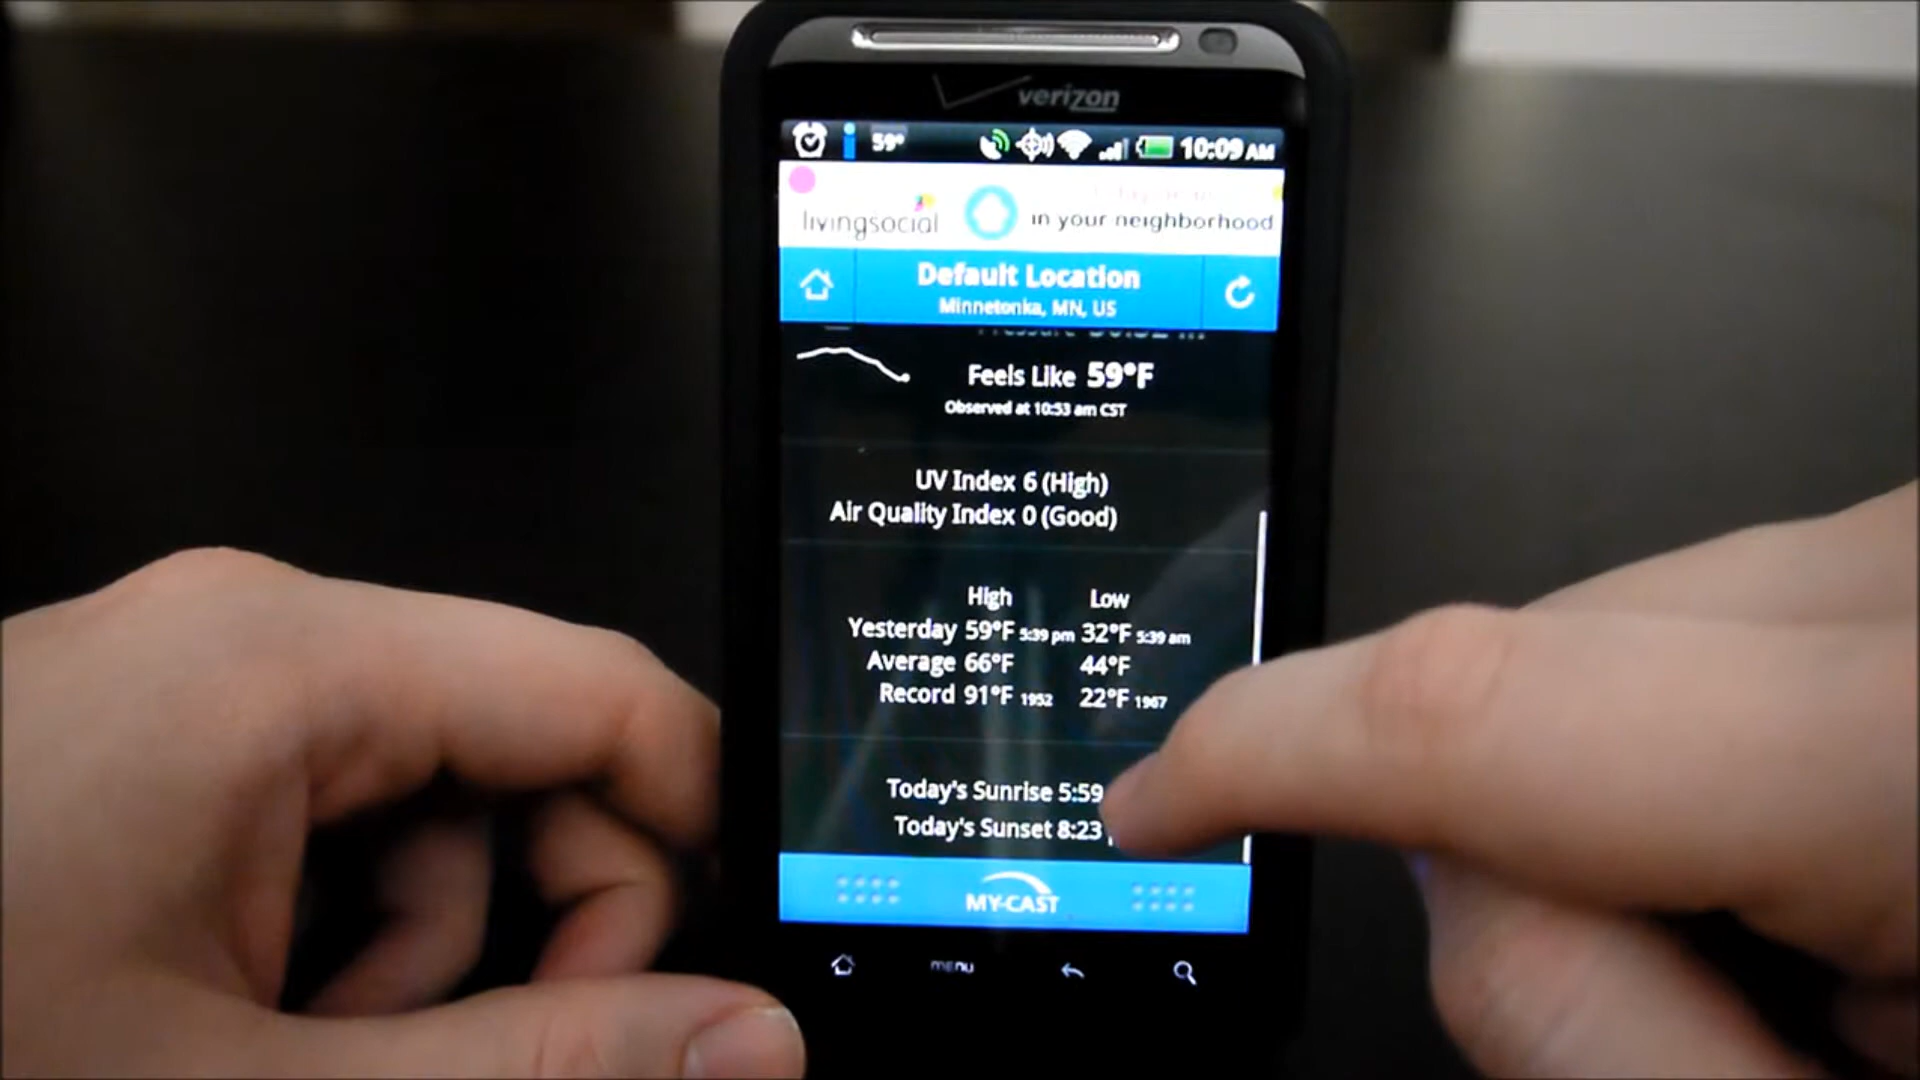 verizon
59° 10:09 AM
livingsocial in your neighborhood
Default Location
Minnetonka, MN, US
Feels Like 59°F
Observed at 10:53 am CST
UV Index 6 (High)
Air Quality Index 0 (Good)
High Low
Yesterday 59°F 5:39 pm 32°F 5:39 am
Average 66°F 44°F
Record 91°F 1952 22°F 1967
Today's Sunrise 5:59
Today's Sunset 8:23
MY-CAST
menu